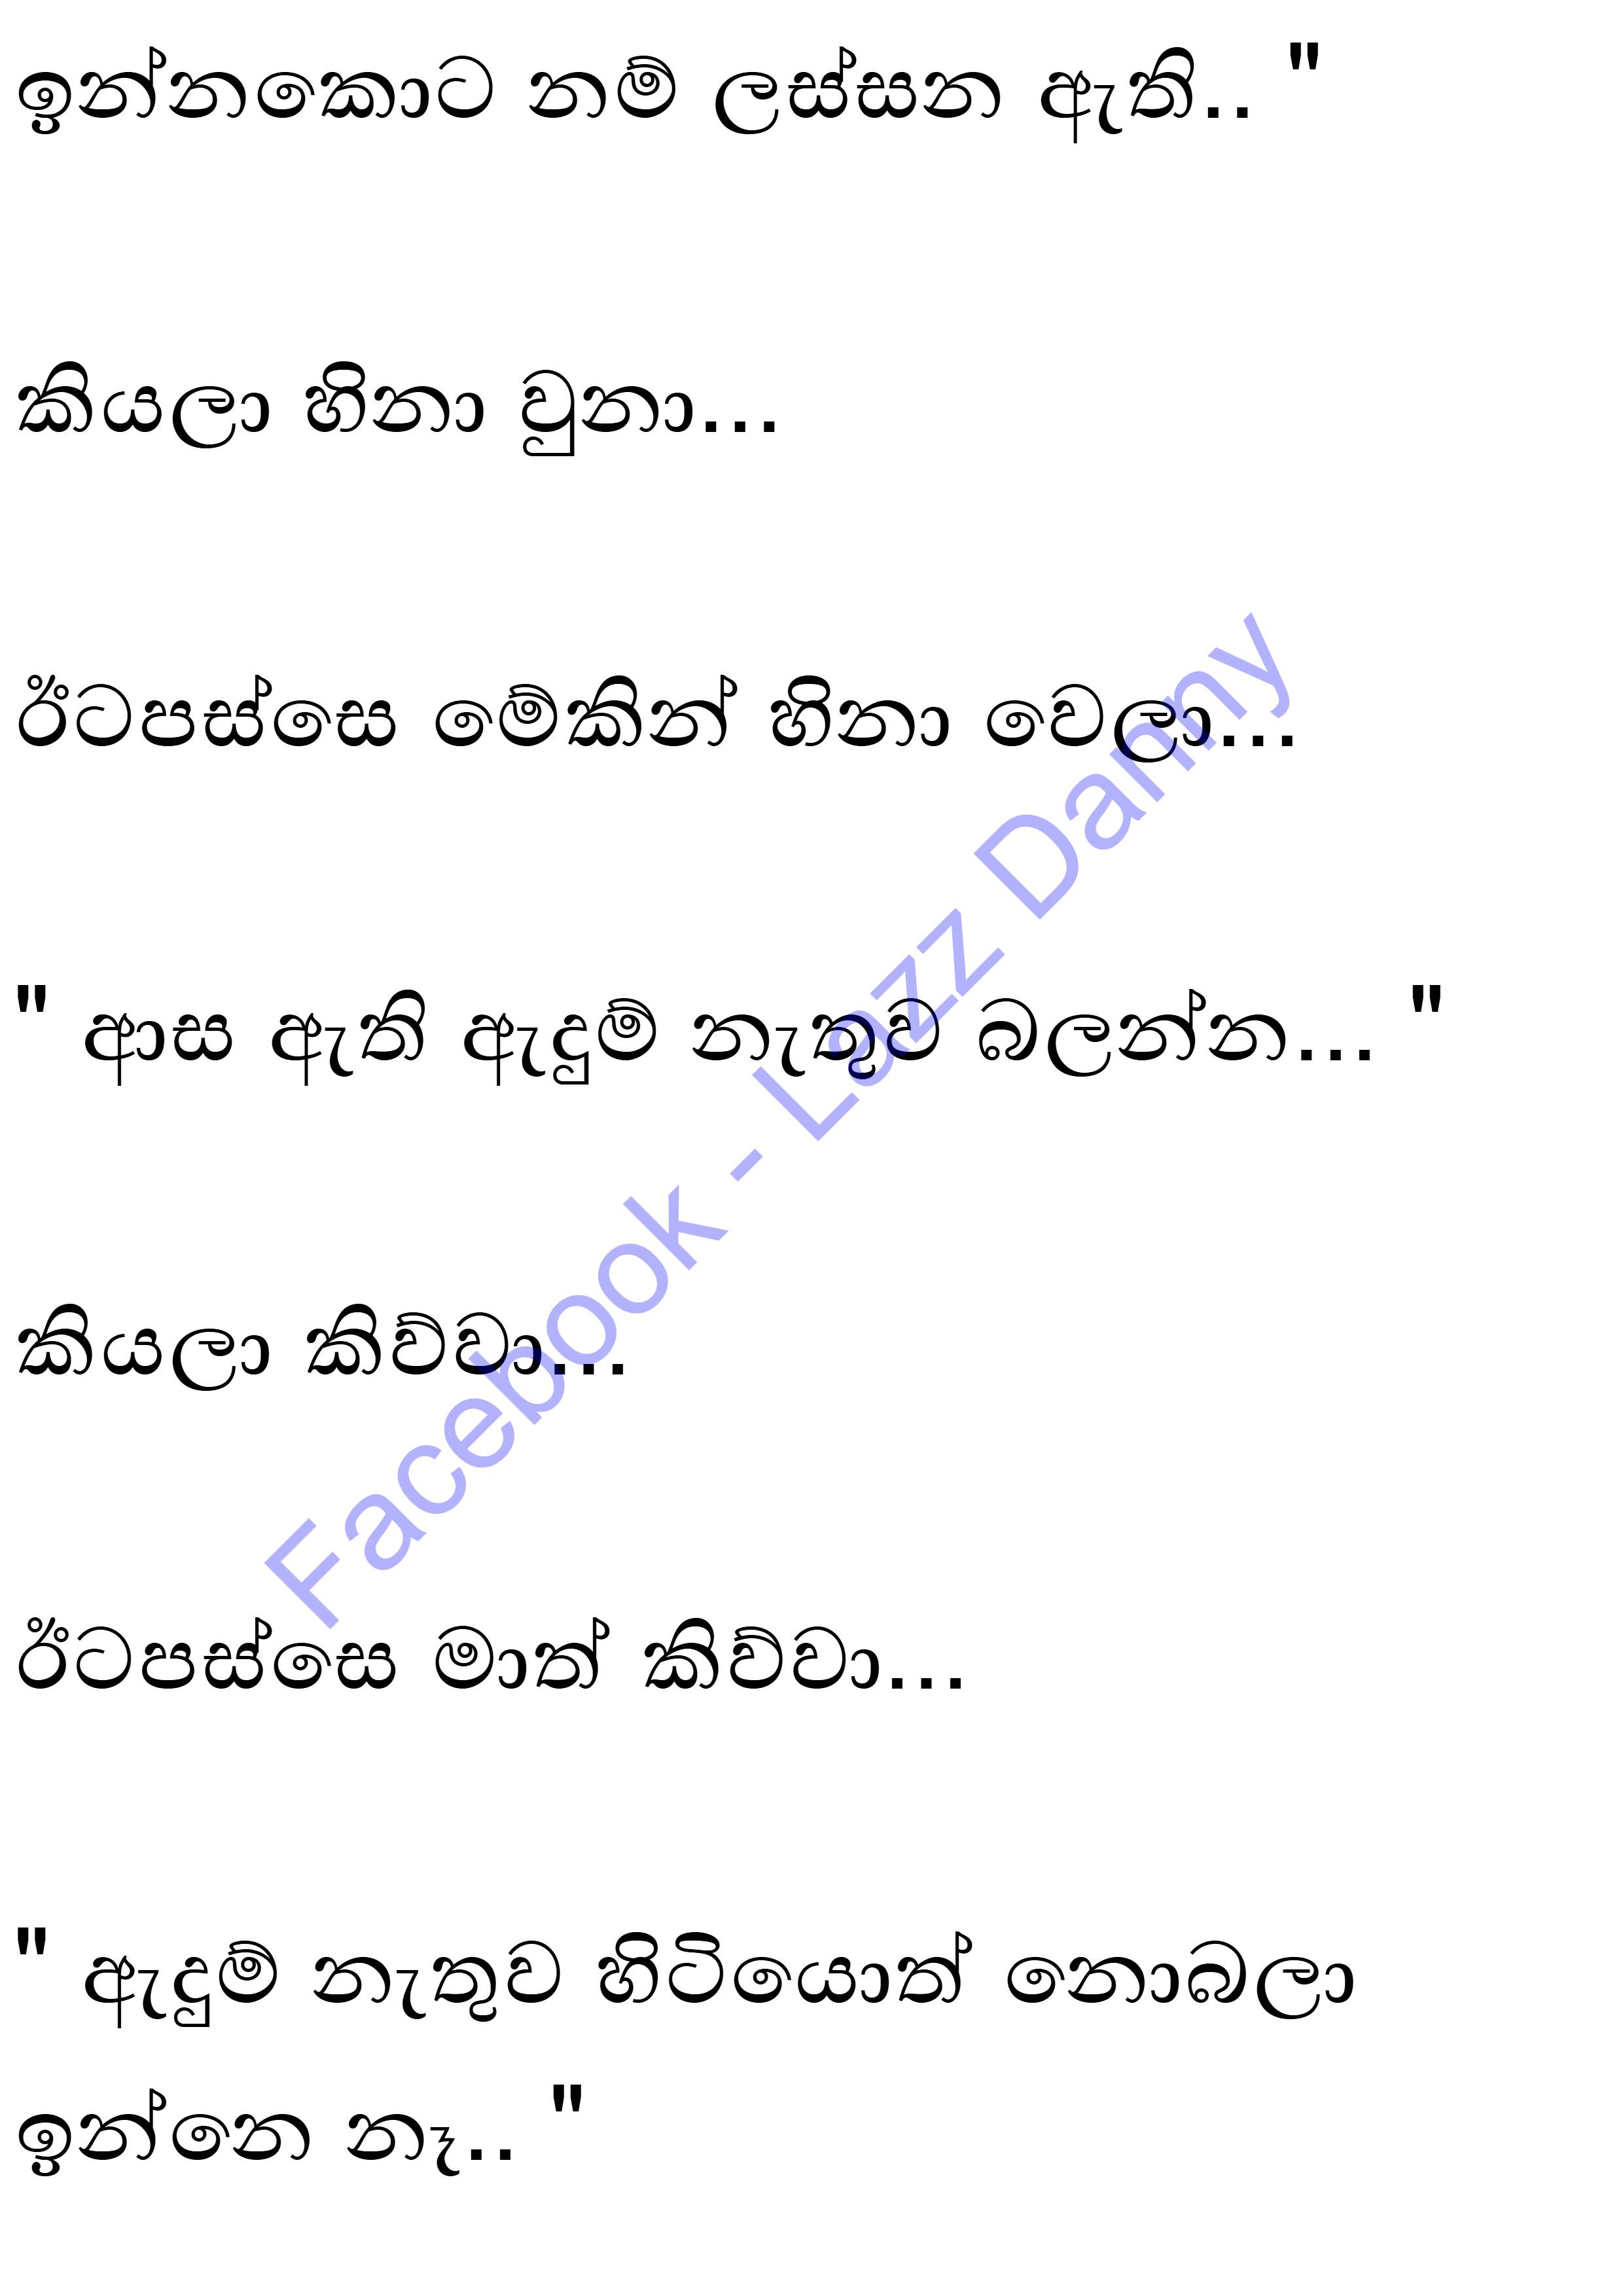 ඉන්නකොට නම් ලස්සන ඇති.. "
කියලා හිනා වුනා...
ඊටපස්සෙ මේකින් හිනා වෙලා...
" ආස ඇති ඇදුම් නැතුව බලන්න... "
කියලා කිව්වා...
ඊටපස්සෙ මාත් කිව්වා...
" ඇදුම් නැතුව හිටියොත් නොබලා
ඉන්නෙ නෑ.. "
Facebook - Lazz Danny